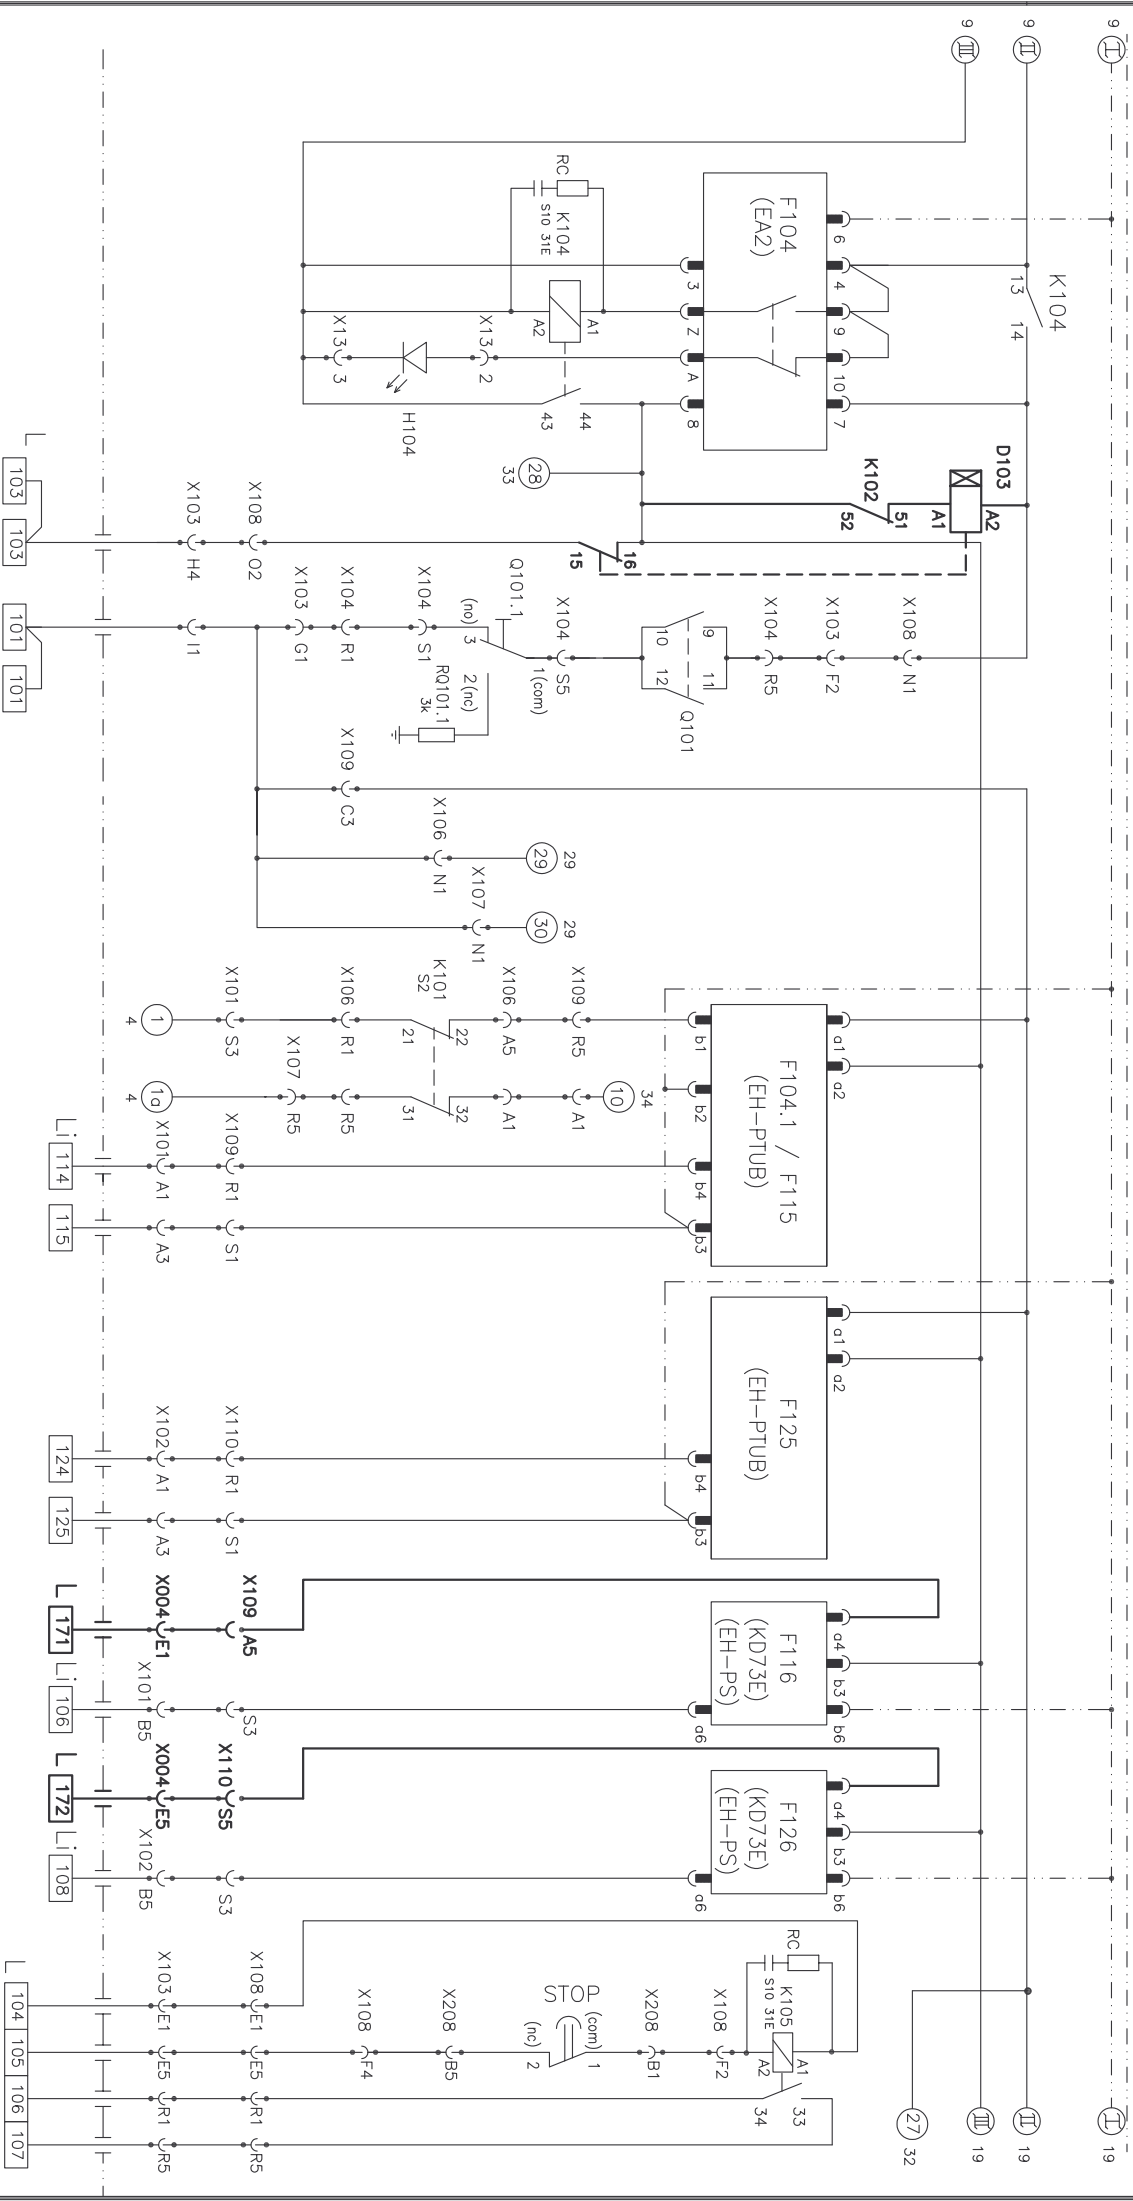 9 I
9 II
9 III
K104
13 14
F104
(EA2)
6 4 9 10 7
3 Z A 8
RC
K104
S10 31E
A1
A2
X13 2
X13 3
H104
44
43
28
33
D103
A2
A1
K102
51
52
16
15
X108 O2
X103 H4
L 103 103
X108 N1
X103 F2
X104 R5
Q101
9 11
10 12
X104 S5
Q101.1
1(com)
(no) 3
2(nc)
RQ101.1
3k
X104 S1
X104 R1
X103 G1
I1
101 101
X109 C3
29
29
X106 N1
29
30
X107 N1
F104.1 / F115
(EH-PTUB)
a1 a2
b1 b2 b4 b3
X109 R5
X106 A5
K101
S2
22
21
X106 R1
X101 S3
1
4
34
10
A1
A1
32
31
R5
X107 R5
1a
4
X109 R1
X101 A1
Li 114
S1
A3
115
F125
(EH-PTUB)
a1 a2
b4 b3
X110 R1
X102 A1
124
S1
A3
125
F116
(KD73E)
(EH-PS)
a4 b3 b6
a6
X109 A5
X004 E1
L 171
S3
X101 B5
Li 106
F126
(KD73E)
(EH-PS)
a4 b3 b6
a6
X110 S5
X004 E5
L 172
S3
X102 B5
Li 108
RC
K105
S10 31E
A1
A2
33
34
X108 F2
X208 B1
STOP
(com) 1
(nc) 2
X208 B5
X108 F4
X108 E1 E5 R1 R5
X103 E1 E5 R1 R5
L 104 105 106 107
I 19
II 19
III 19
27 32